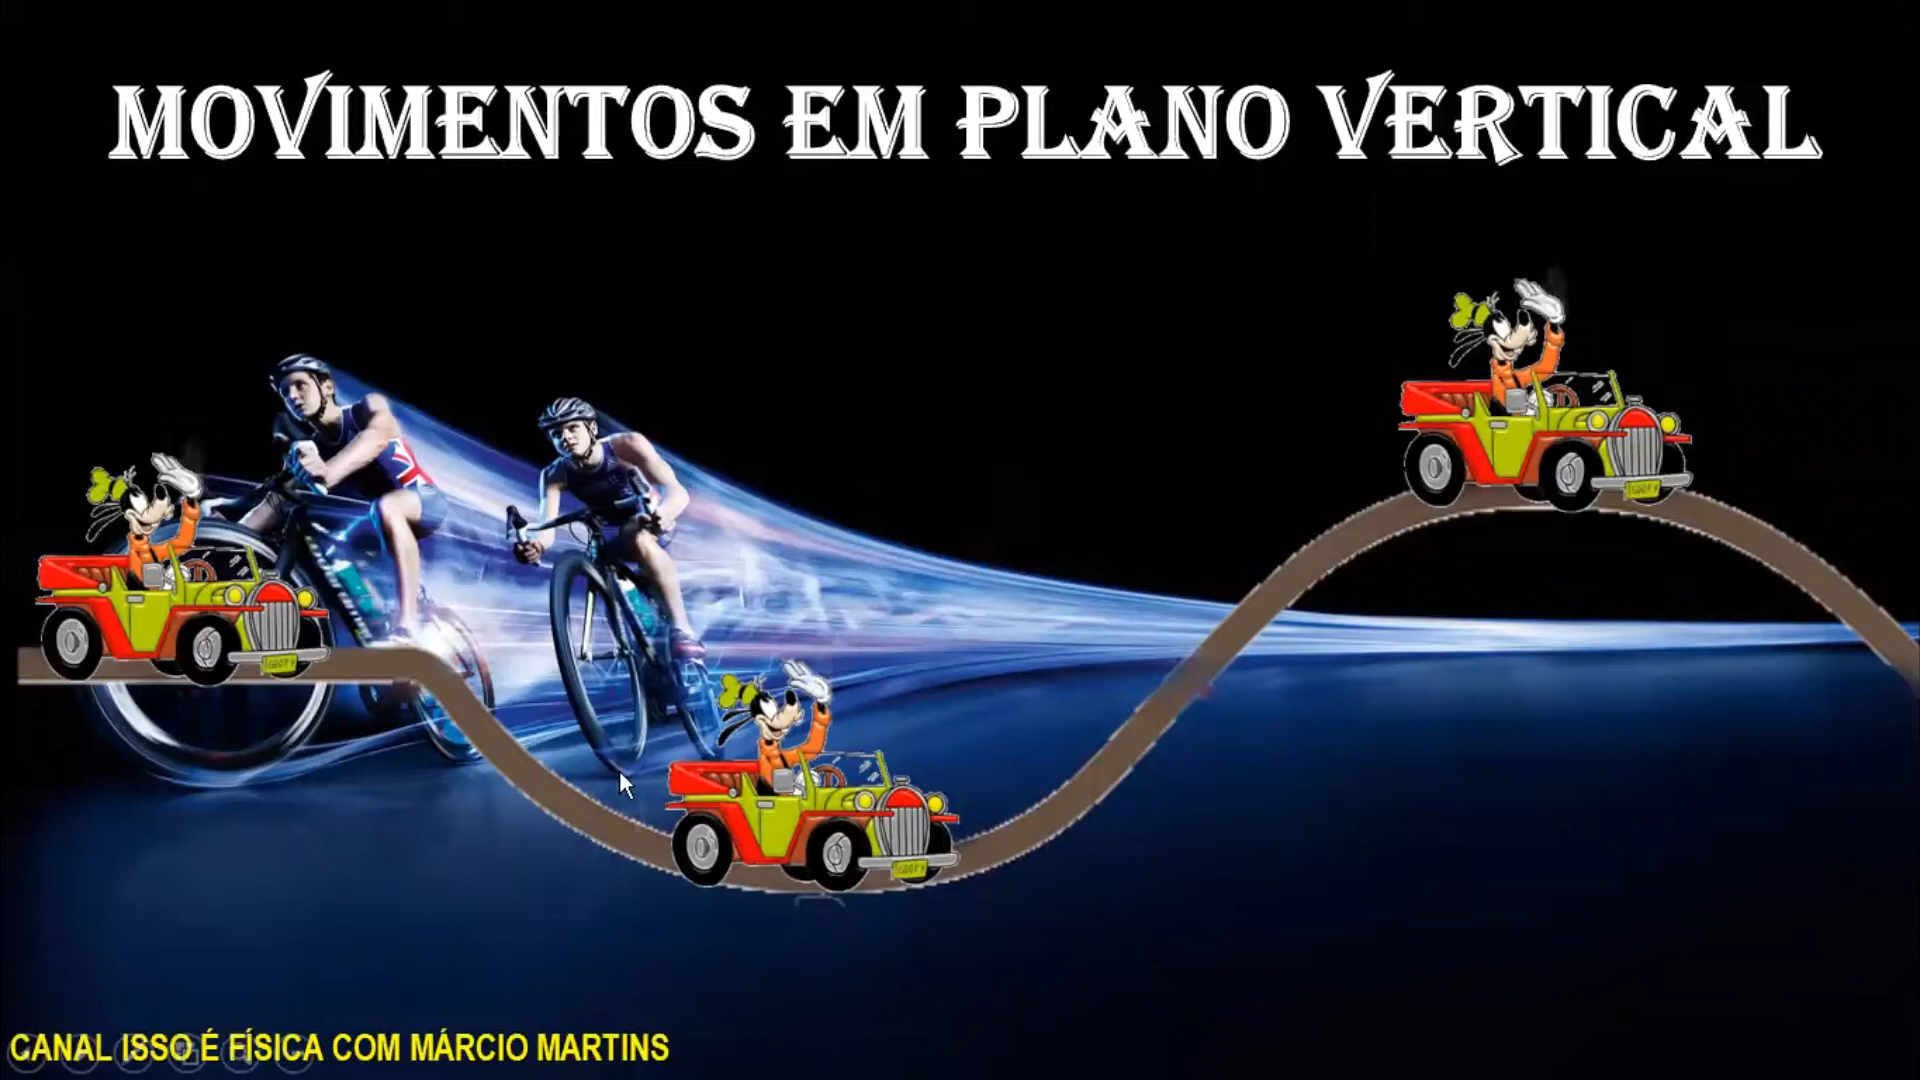 MOVIMENTOS EM PLANO VERTICAL
CANAL ISSO É FÍSICA COM MÁRCIO MARTINS